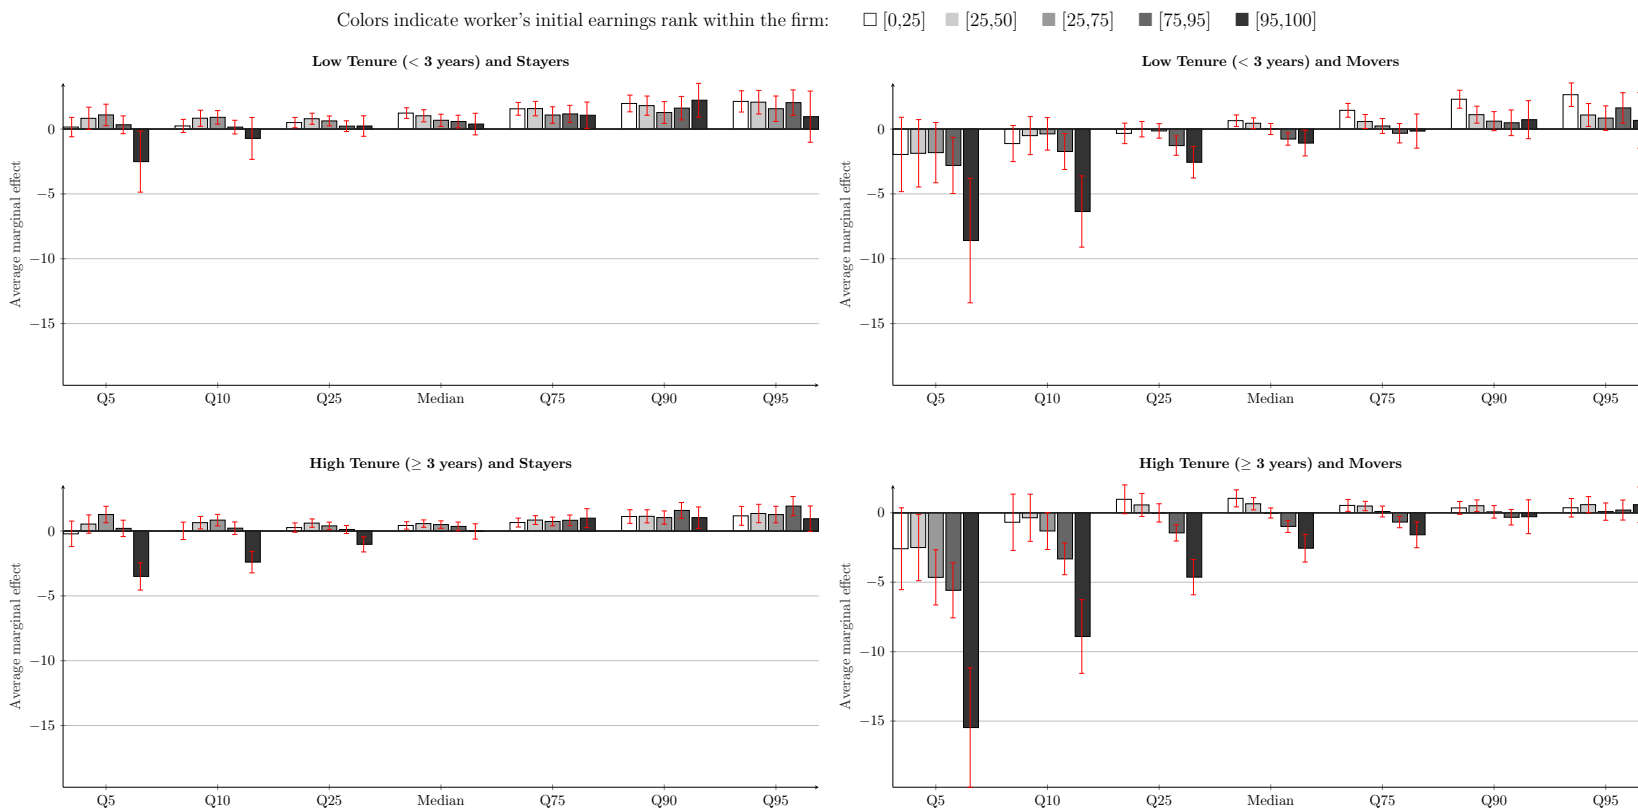 Colors indicate worker's initial earnings rank within the firm: [0,25] [25,50] [25,75] [75,95] [95,100]
Low Tenure (< 3 years) and Stayers
0
−5
−10
−15
Average marginal effect
Q5 Q10 Q25 Median Q75 Q90 Q95
Low Tenure (< 3 years) and Movers
0
−5
−10
−15
Average marginal effect
Q5 Q10 Q25 Median Q75 Q90 Q95
High Tenure (≥ 3 years) and Stayers
0
−5
−10
−15
Average marginal effect
Q5 Q10 Q25 Median Q75 Q90 Q95
High Tenure (≥ 3 years) and Movers
0
−5
−10
−15
Average marginal effect
Q5 Q10 Q25 Median Q75 Q90 Q95